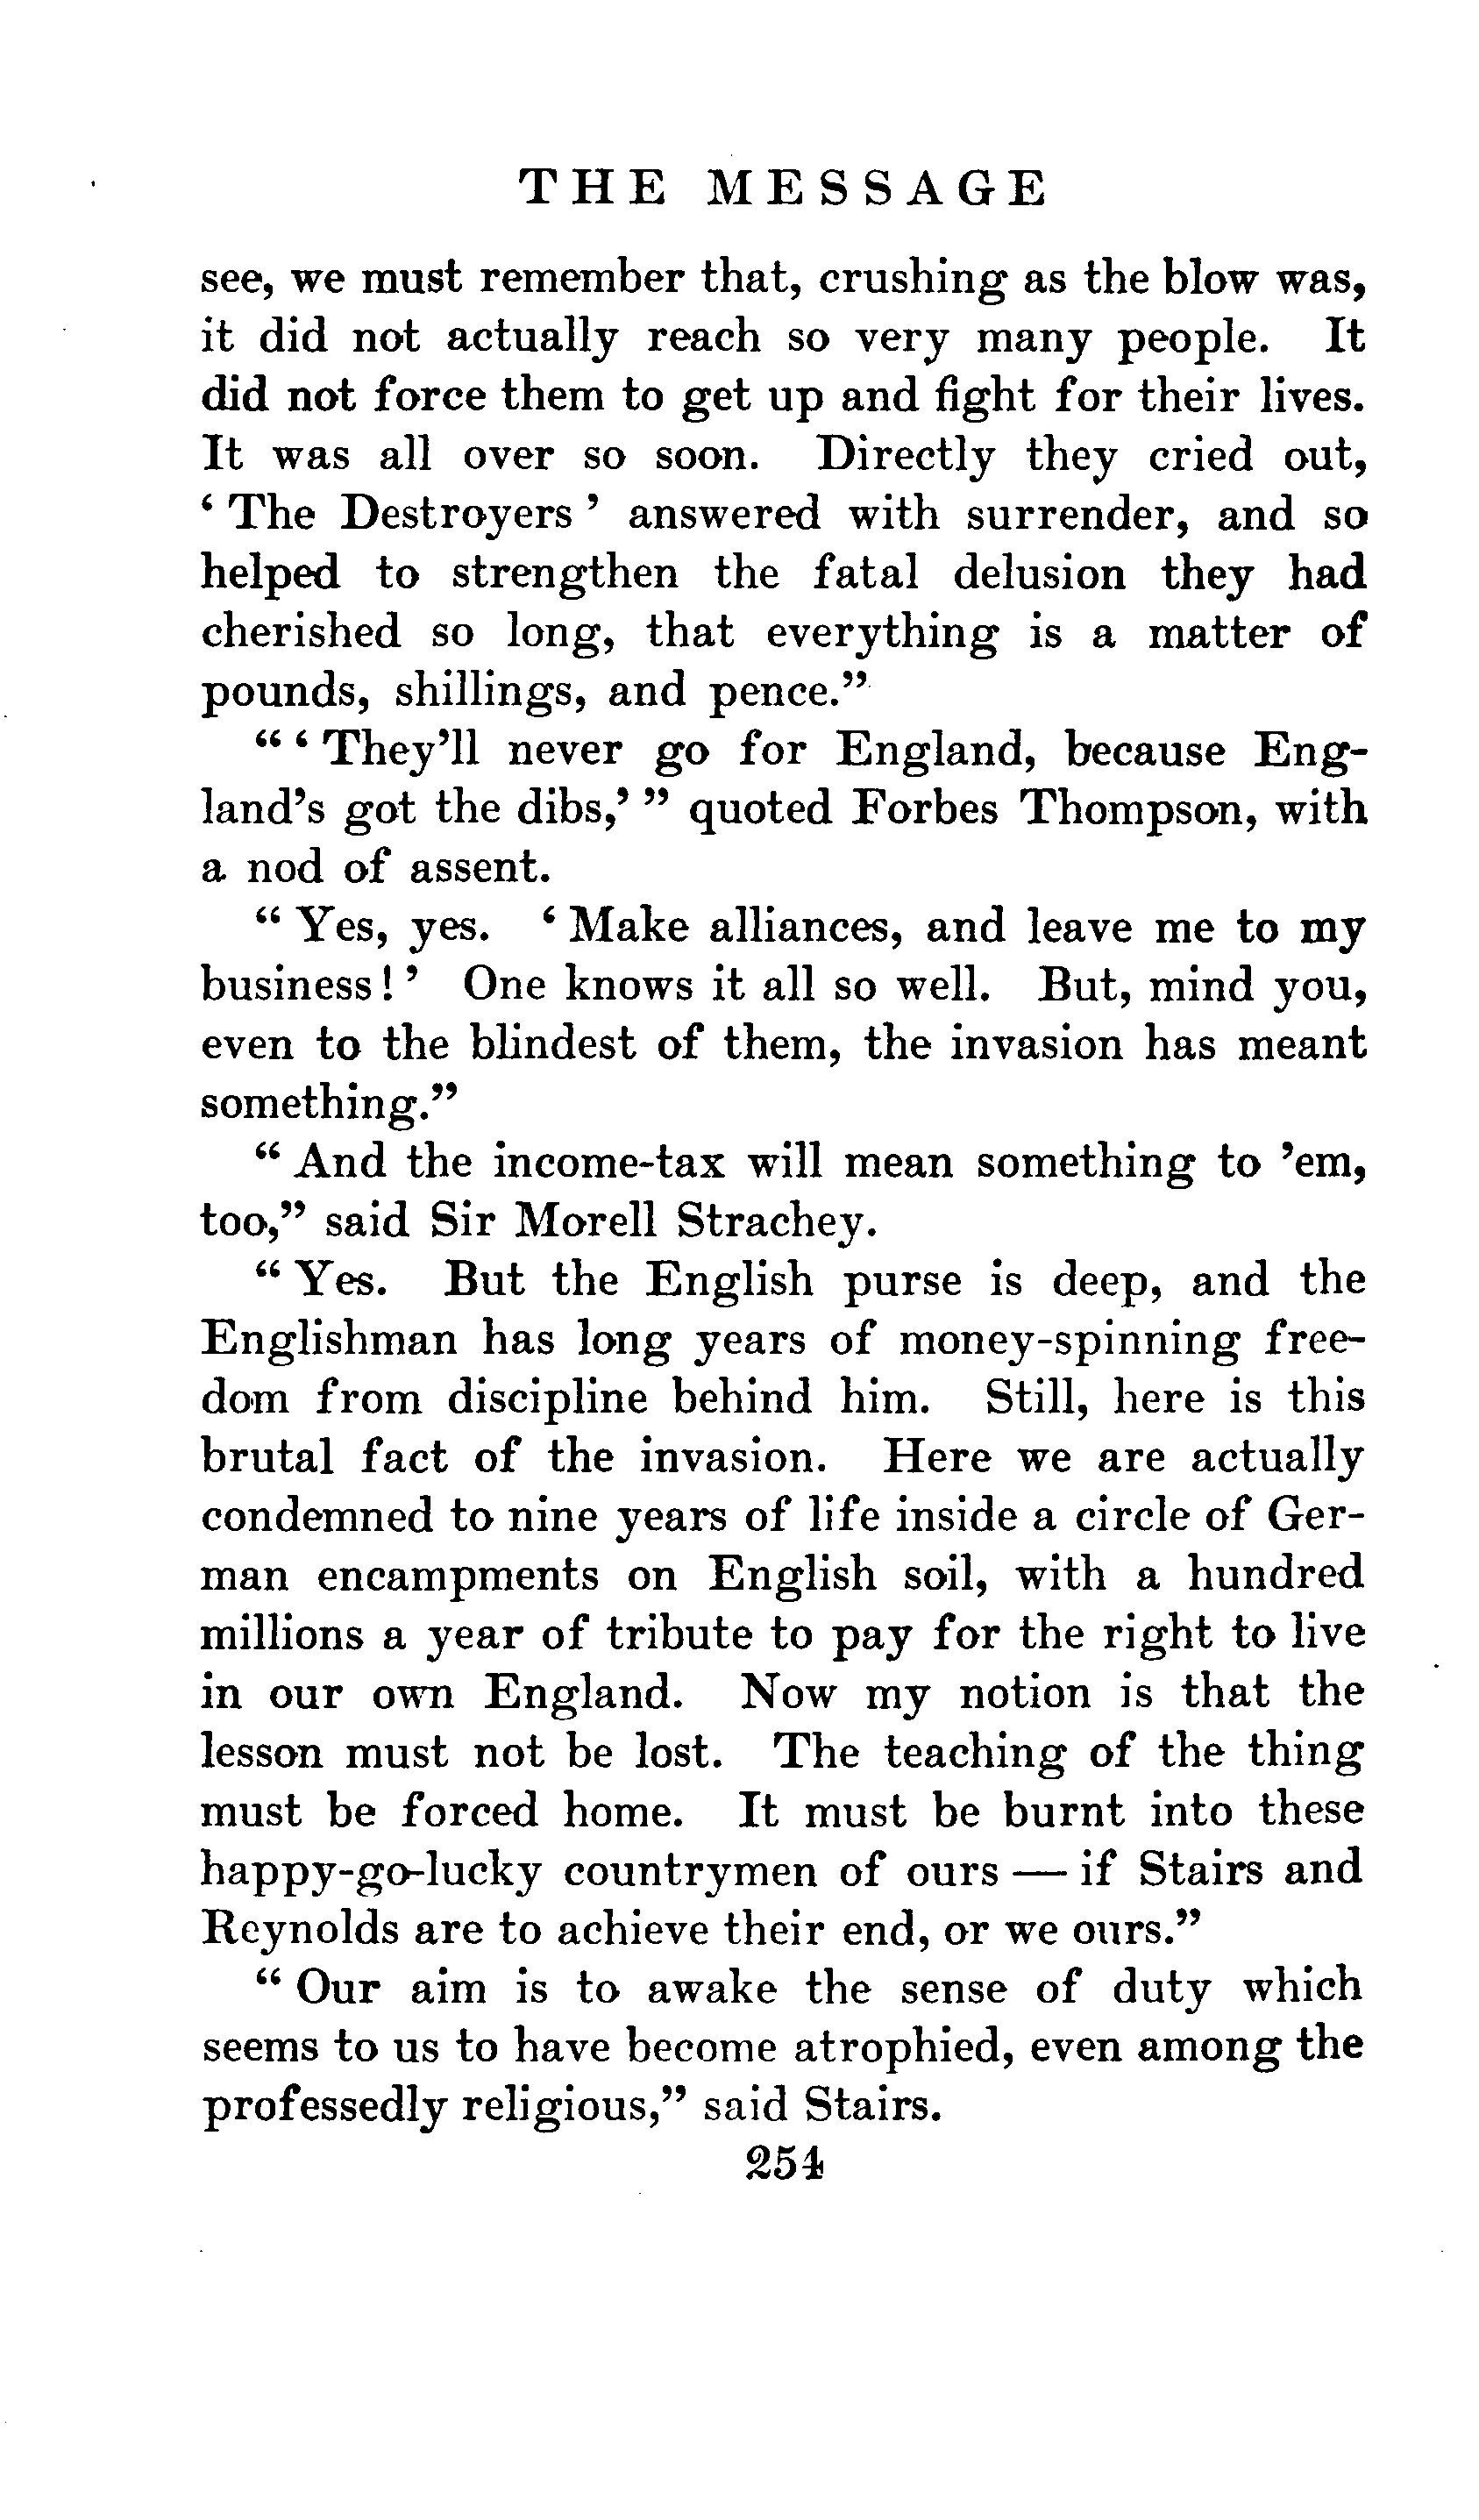 THE MESSAGE
see, we must remember that, crushing as the blow was,
it did not actually reach so very many people. It
did not force them to get up and fight for their lives.
It was all over so soon. Directly they cried out,
‘ The Destroyers ’ answered with surrender, and so
helped to strengthen the fatal delusion they had
cherished so long, that everything is a matter of
pounds, shillings, and pence.”
“ ‘ They’ll never go for England, because Eng-
land’s got the dibs,’ ” quoted Forbes Thompson, with
a nod of assent.
“ Yes, yes. ‘ Make alliances, and leave me to my
business! ’ One knows it all so well. But, mind you,
even to the blindest of them, the invasion has meant
something.”
“ And the income-tax will mean something to ’em,
too,” said Sir Morell Strachey.
“ Yes. But the English purse is deep, and the
Englishman has long years of money-spinning free-
dom from discipline behind him. Still, here is this
brutal fact of the invasion. Here we are actually
condemned to nine years of life inside a circle of Ger-
man encampments on English soil, with a hundred
millions a year of tribute to pay for the right to live
in our own England. Now my notion is that the
lesson must not be lost. The teaching of the thing
must be forced home. It must be burnt into these
happy-go-lucky countrymen of ours — if Stairs and
Reynolds are to achieve their end, or we ours.”
“ Our aim is to awake the sense of duty which
seems to us to have become atrophied, even among the
professedly religious,” said Stairs.
254